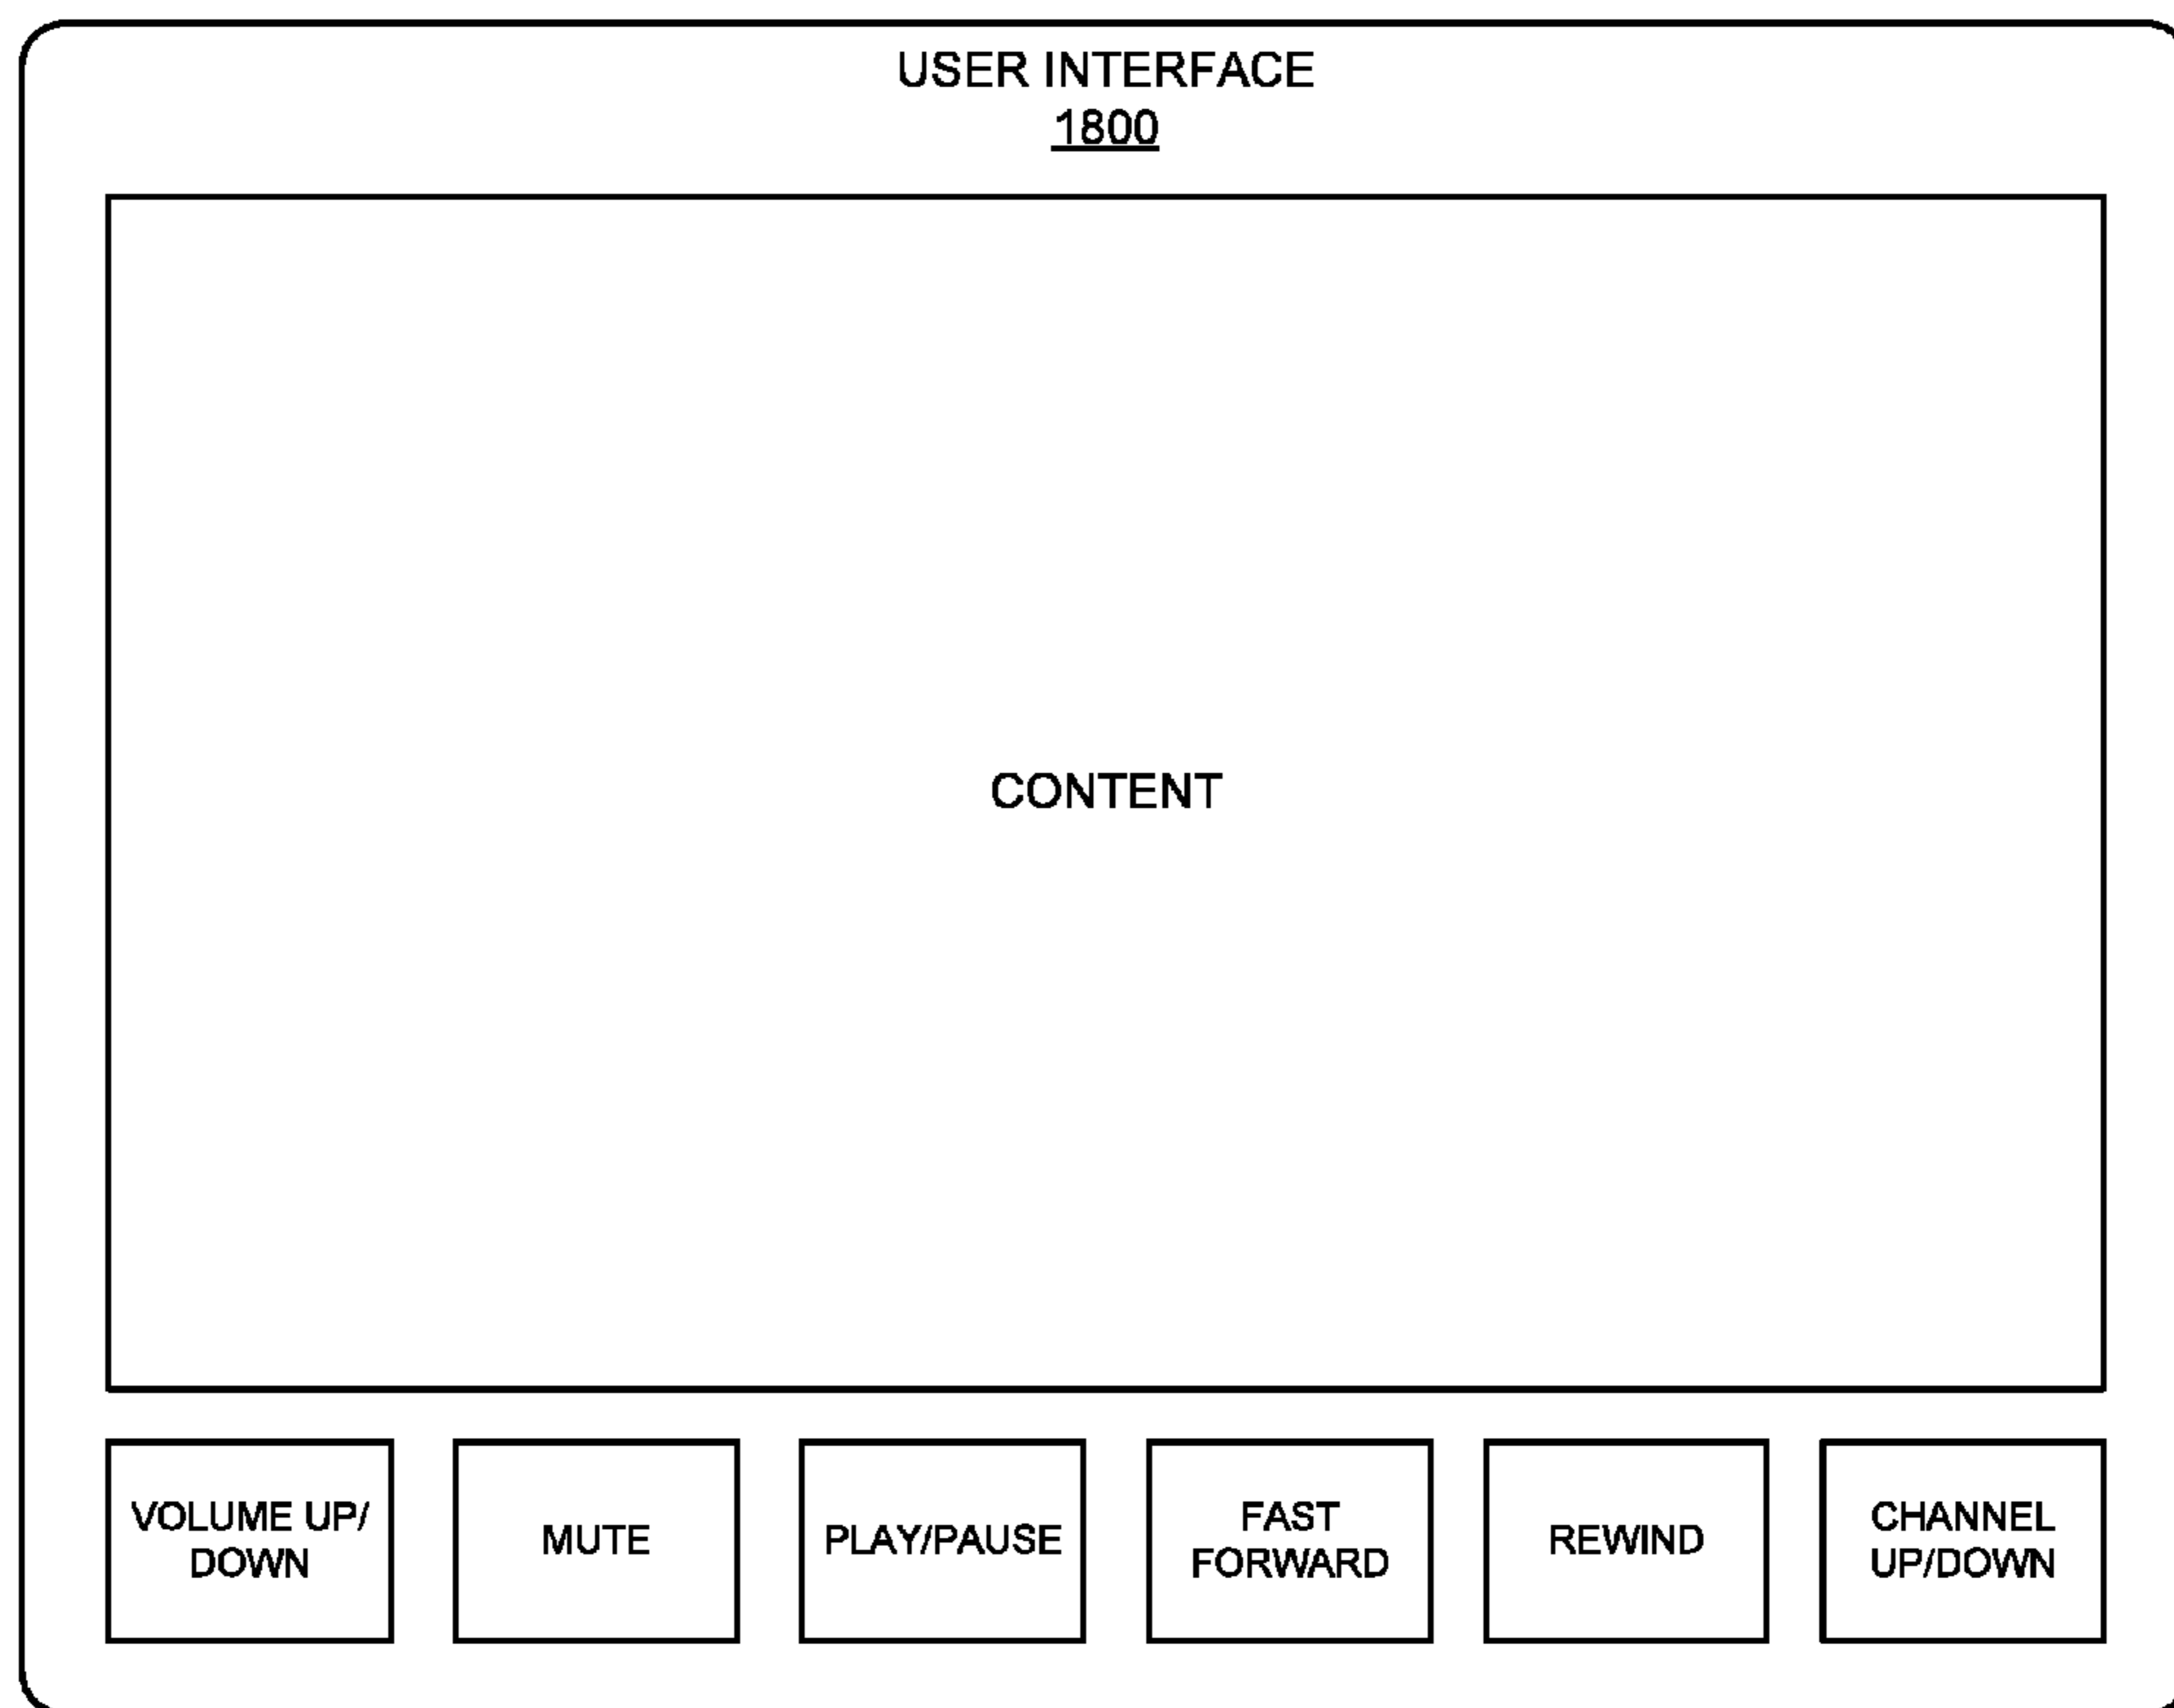 USER INTERFACE
1800
CONTENT
VOLUME UP/
DOWN
MUTE
PLAY/PAUSE
FAST
FORWARD
REWIND
CHANNEL
UP/DOWN